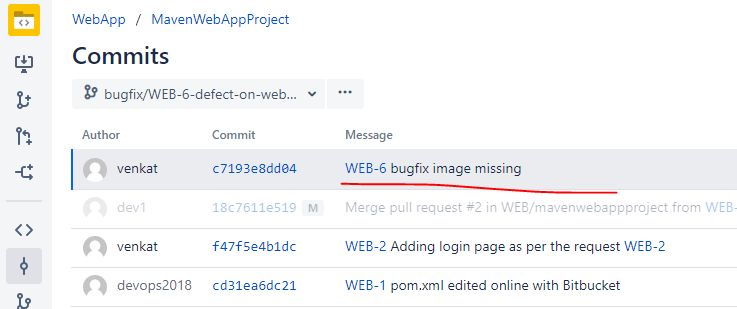 WebApp / MavenWebAppProject
Commits
bugfix/WEB-6-defect-on-web... ...
Author Commit Message
venkat c7193e8dd04 WEB-6 bugfix image missing
dev1 18c7611e519 M Merge pull request #2 in WEB/mavenwebappproject from WEB-
venkat f47f5e4b1dc WEB-2 Adding login page as per the request WEB-2
devops2018 cd31ea6dc21 WEB-1 pom.xml edited online with Bitbucket